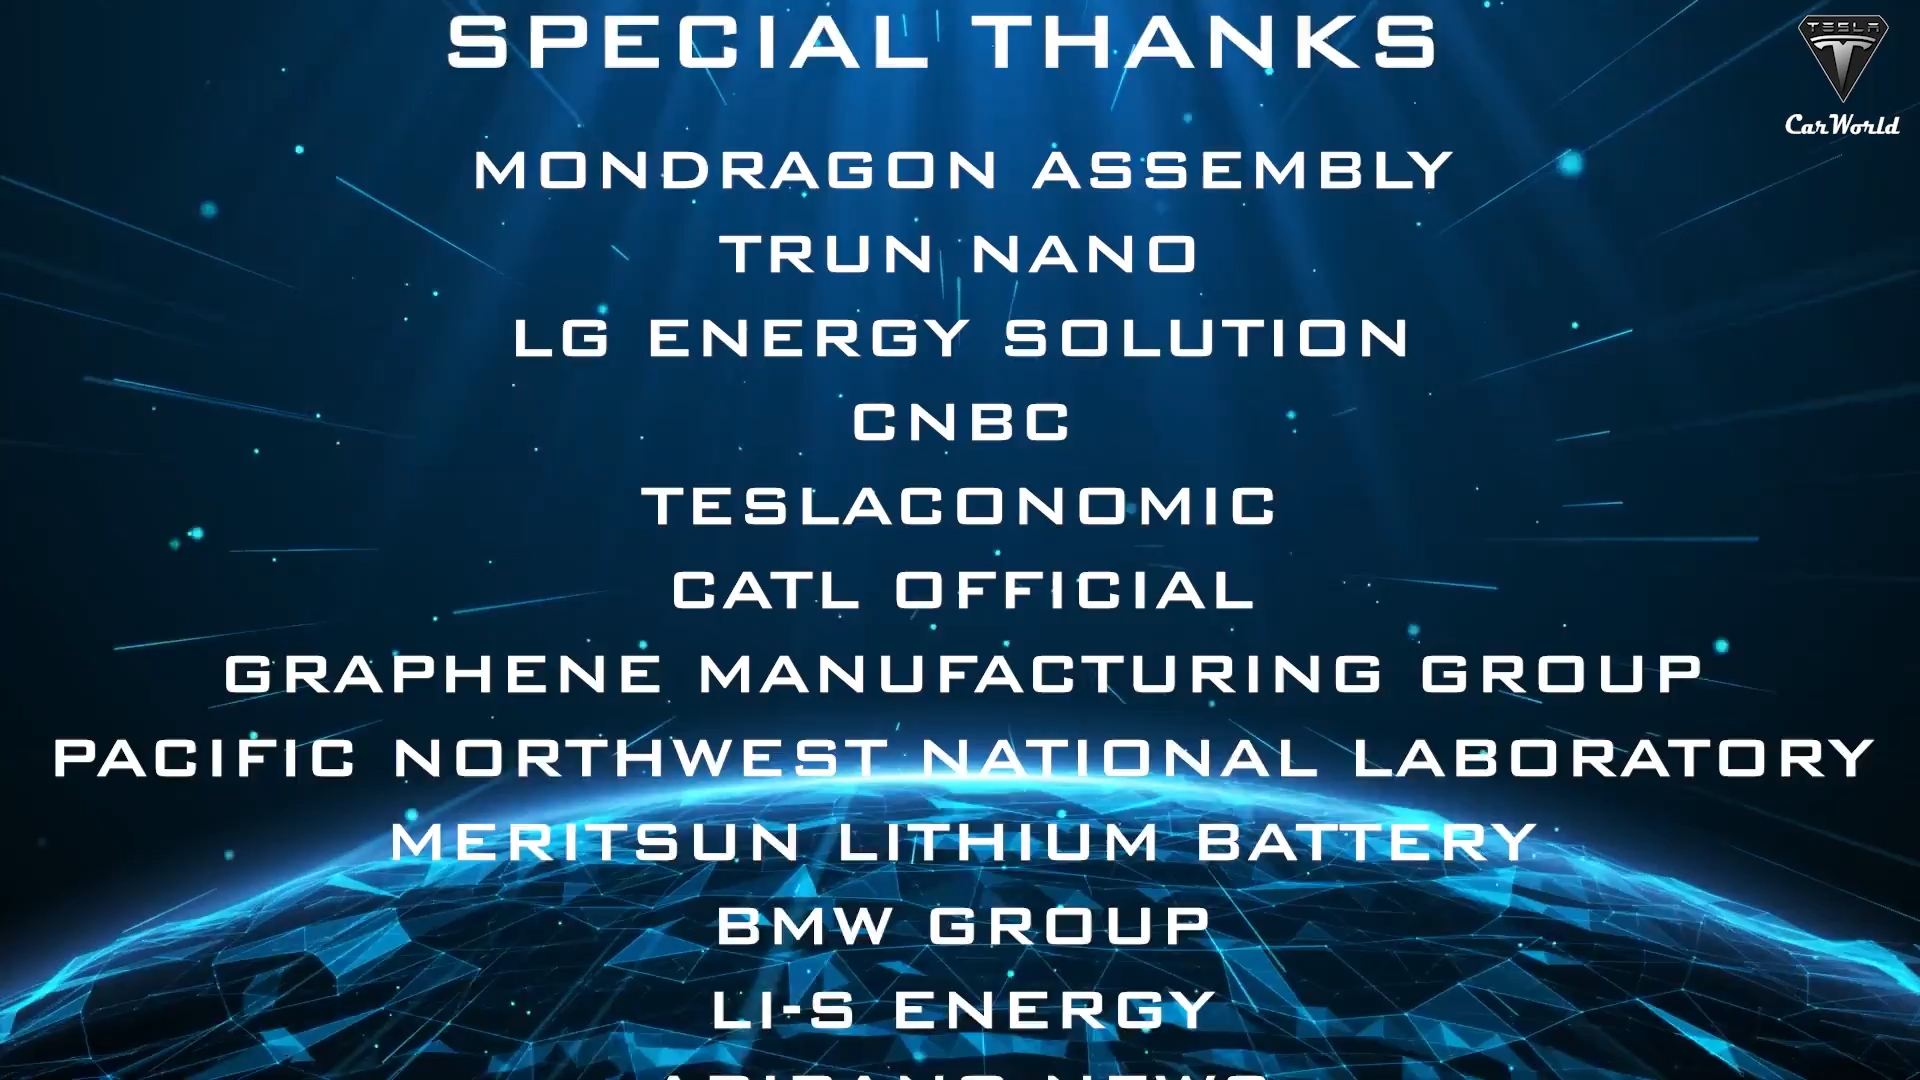 SPECIAL THANKS
TESLA
CarWorld
MONDRAGON ASSEMBLY
TRUN NANO
LG ENERGY SOLUTION
CNBC
TESLACONOMIC
CATL OFFICIAL
GRAPHENE MANUFACTURING GROUP
PACIFIC NORTHWEST NATIONAL LABORATORY
MERITSUN LITHIUM BATTERY
BMW GROUP
LI-S ENERGY
NEWS